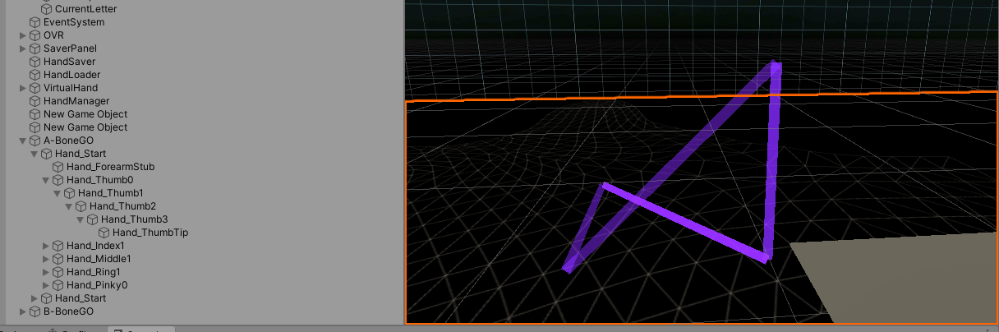 CurrentLetter
EventSystem
OVR
SaverPanel
HandSaver
HandLoader
VirtualHand
HandManager
New Game Object
New Game Object
A-BoneGO
Hand_Start
Hand_ForearmStub
Hand_Thumb0
Hand_Thumb1
Hand_Thumb2
Hand_Thumb3
Hand_ThumbTip
Hand_Index1
Hand_Middle1
Hand_Ring1
Hand_Pinky0
Hand_Start
B-BoneGO